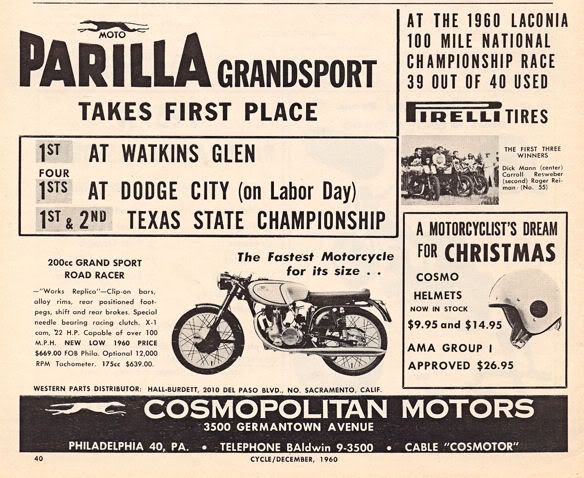 MOTO
PARILLA GRANDSPORT
TAKES FIRST PLACE
1ST AT WATKINS GLEN
FOUR
1STS AT DODGE CITY (on Labor Day)
1ST & 2ND TEXAS STATE CHAMPIONSHIP
200cc GRAND SPORT
ROAD RACER
—"Works Replica"—Clip-on bars,
alloy rims, rear positioned foot-
pegs, shift and rear brakes. Special
needle bearing racing clutch. X-1
cam, 22 H.P. Capable of over 100
M.P.H. NEW LOW 1960 PRICE
$669.00 FOB Phila. Optional 12,000
RPM Tachometer. 175cc $639.00.
The Fastest Motorcycle
for its size . .
WESTERN PARTS DISTRIBUTOR: HALL-BURDETT, 2010 DEL PASO BLVD., NO. SACRAMENTO, CALIF.
AT THE 1960 LACONIA
100 MILE NATIONAL
CHAMPIONSHIP RACE
39 OUT OF 40 USED
PIRELLI TIRES
THE FIRST THREE
WINNERS
Dick Mann (center)
Carroll Resweber
(second) Roger Rei-
man (No. 55)
A MOTORCYCLIST'S DREAM
FOR CHRISTMAS
COSMO
HELMETS
NOW IN STOCK
$9.95 and $14.95
AMA GROUP I
APPROVED $26.95
COSMOPOLITAN MOTORS
3500 GERMANTOWN AVENUE
PHILADELPHIA 40, PA. • TELEPHONE BAldwin 9-3500 • CABLE "COSMOTOR"
40
CYCLE/DECEMBER, 1960